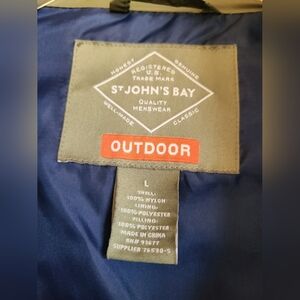 HONEST
GENUINE
REGISTERED
U.S.
TRADE MARK
ST JOHN'S BAY
QUALITY
MENSWEAR
WELL-MADE
CLASSIC
OUTDOOR
L
SHELL:
100% NYLON
LINING:
100% POLYESTER
FILLING:
100% POLYESTER
MADE IN CHINA
RN# 93677